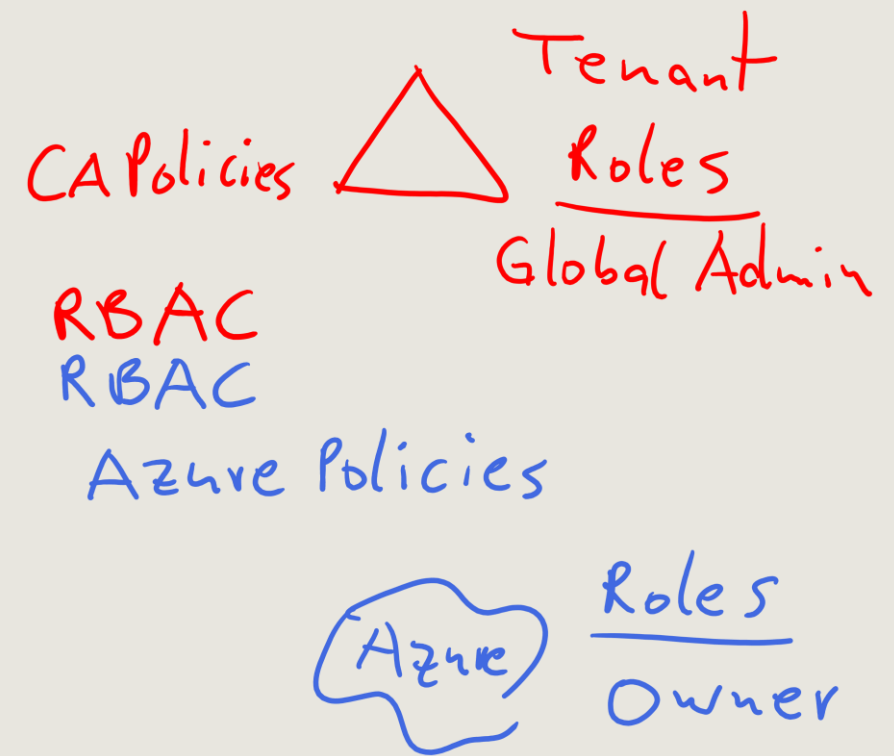 Tenant
CA Policies
Roles
Global Admin
RBAC
RBAC
Azure Policies
Roles
Azure
Owner